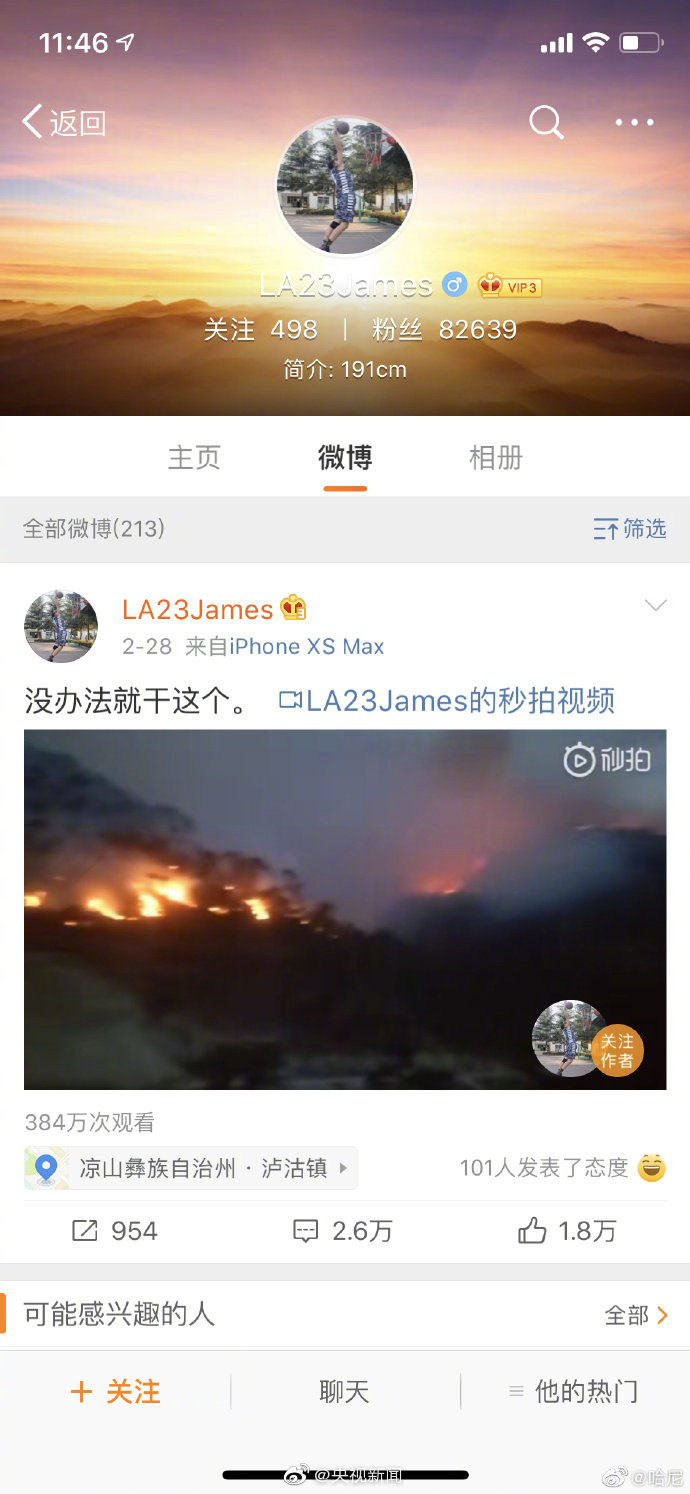 11:46
返回
LA23James VIP3
关注 498 | 粉丝 82639
简介: 191cm
主页 微博 相册
全部微博(213) 筛选
LA23James
2-28 来自iPhone XS Max
没办法就干这个。 LA23James的秒拍视频
秒拍
关注
作者
384万次观看
凉山彝族自治州 · 泸沽镇 101人发表了态度
954 2.6万 1.8万
可能感兴趣的人 全部
+ 关注 聊天 他的热门
@央视新闻 @哈尼